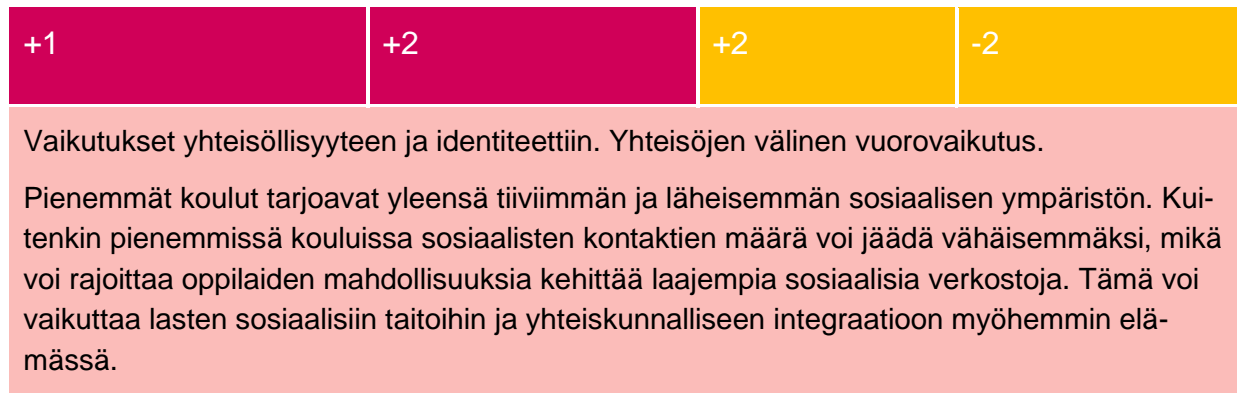 +1 +2 +2 -2
Vaikutukset yhteisöllisyyteen ja identiteettiin. Yhteisöjen välinen vuorovaikutus.
Pienemmät koulut tarjoavat yleensä tiiviimmän ja läheisemmän sosiaalisen ympäristön. Kui-
tenkin pienemmissä kouluissa sosiaalisten kontaktien määrä voi jäädä vähäisemmäksi, mikä
voi rajoittaa oppilaiden mahdollisuuksia kehittää laajempia sosiaalisia verkostoja. Tämä voi
vaikuttaa lasten sosiaalisiin taitoihin ja yhteiskunnalliseen integraatioon myöhemmin elä-
mässä.